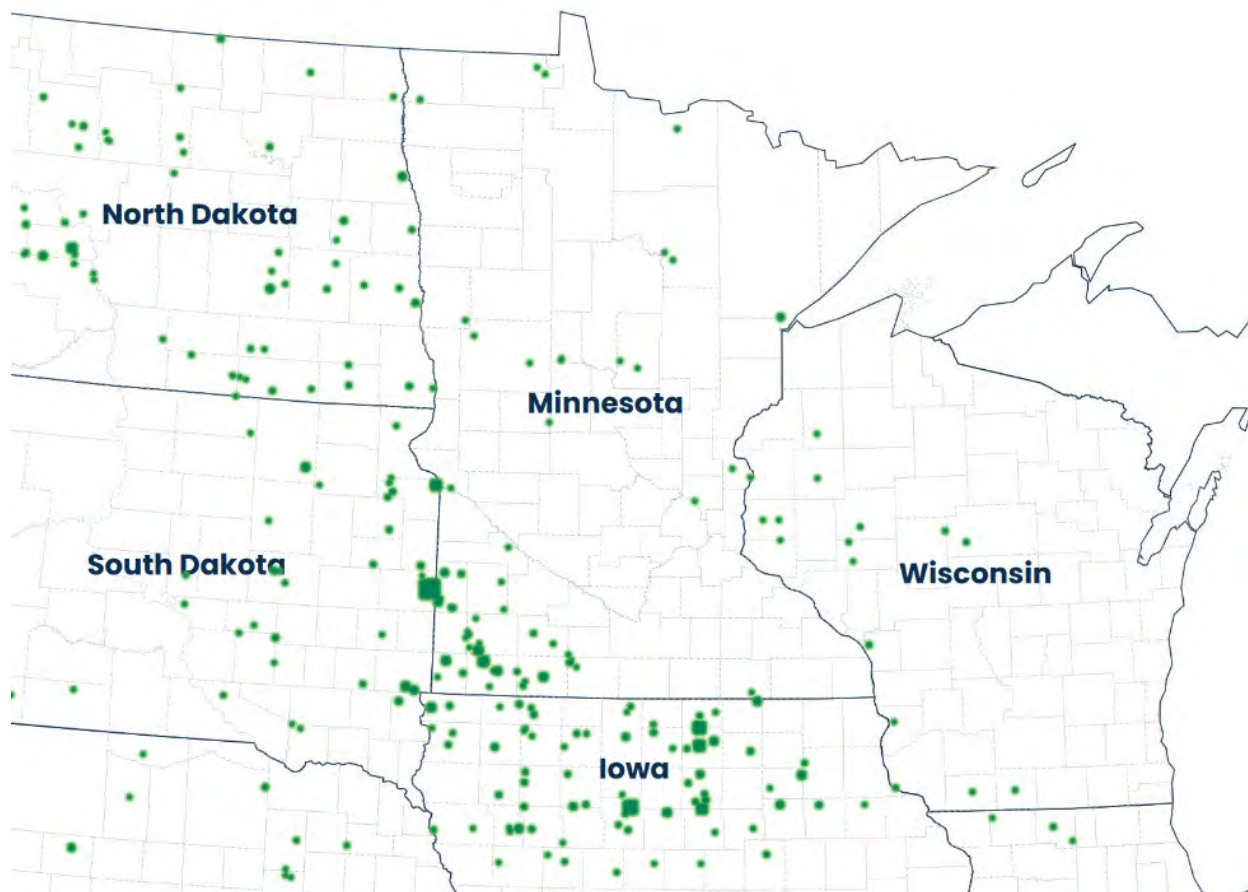 North Dakota
Minnesota
South Dakota
Wisconsin
Iowa